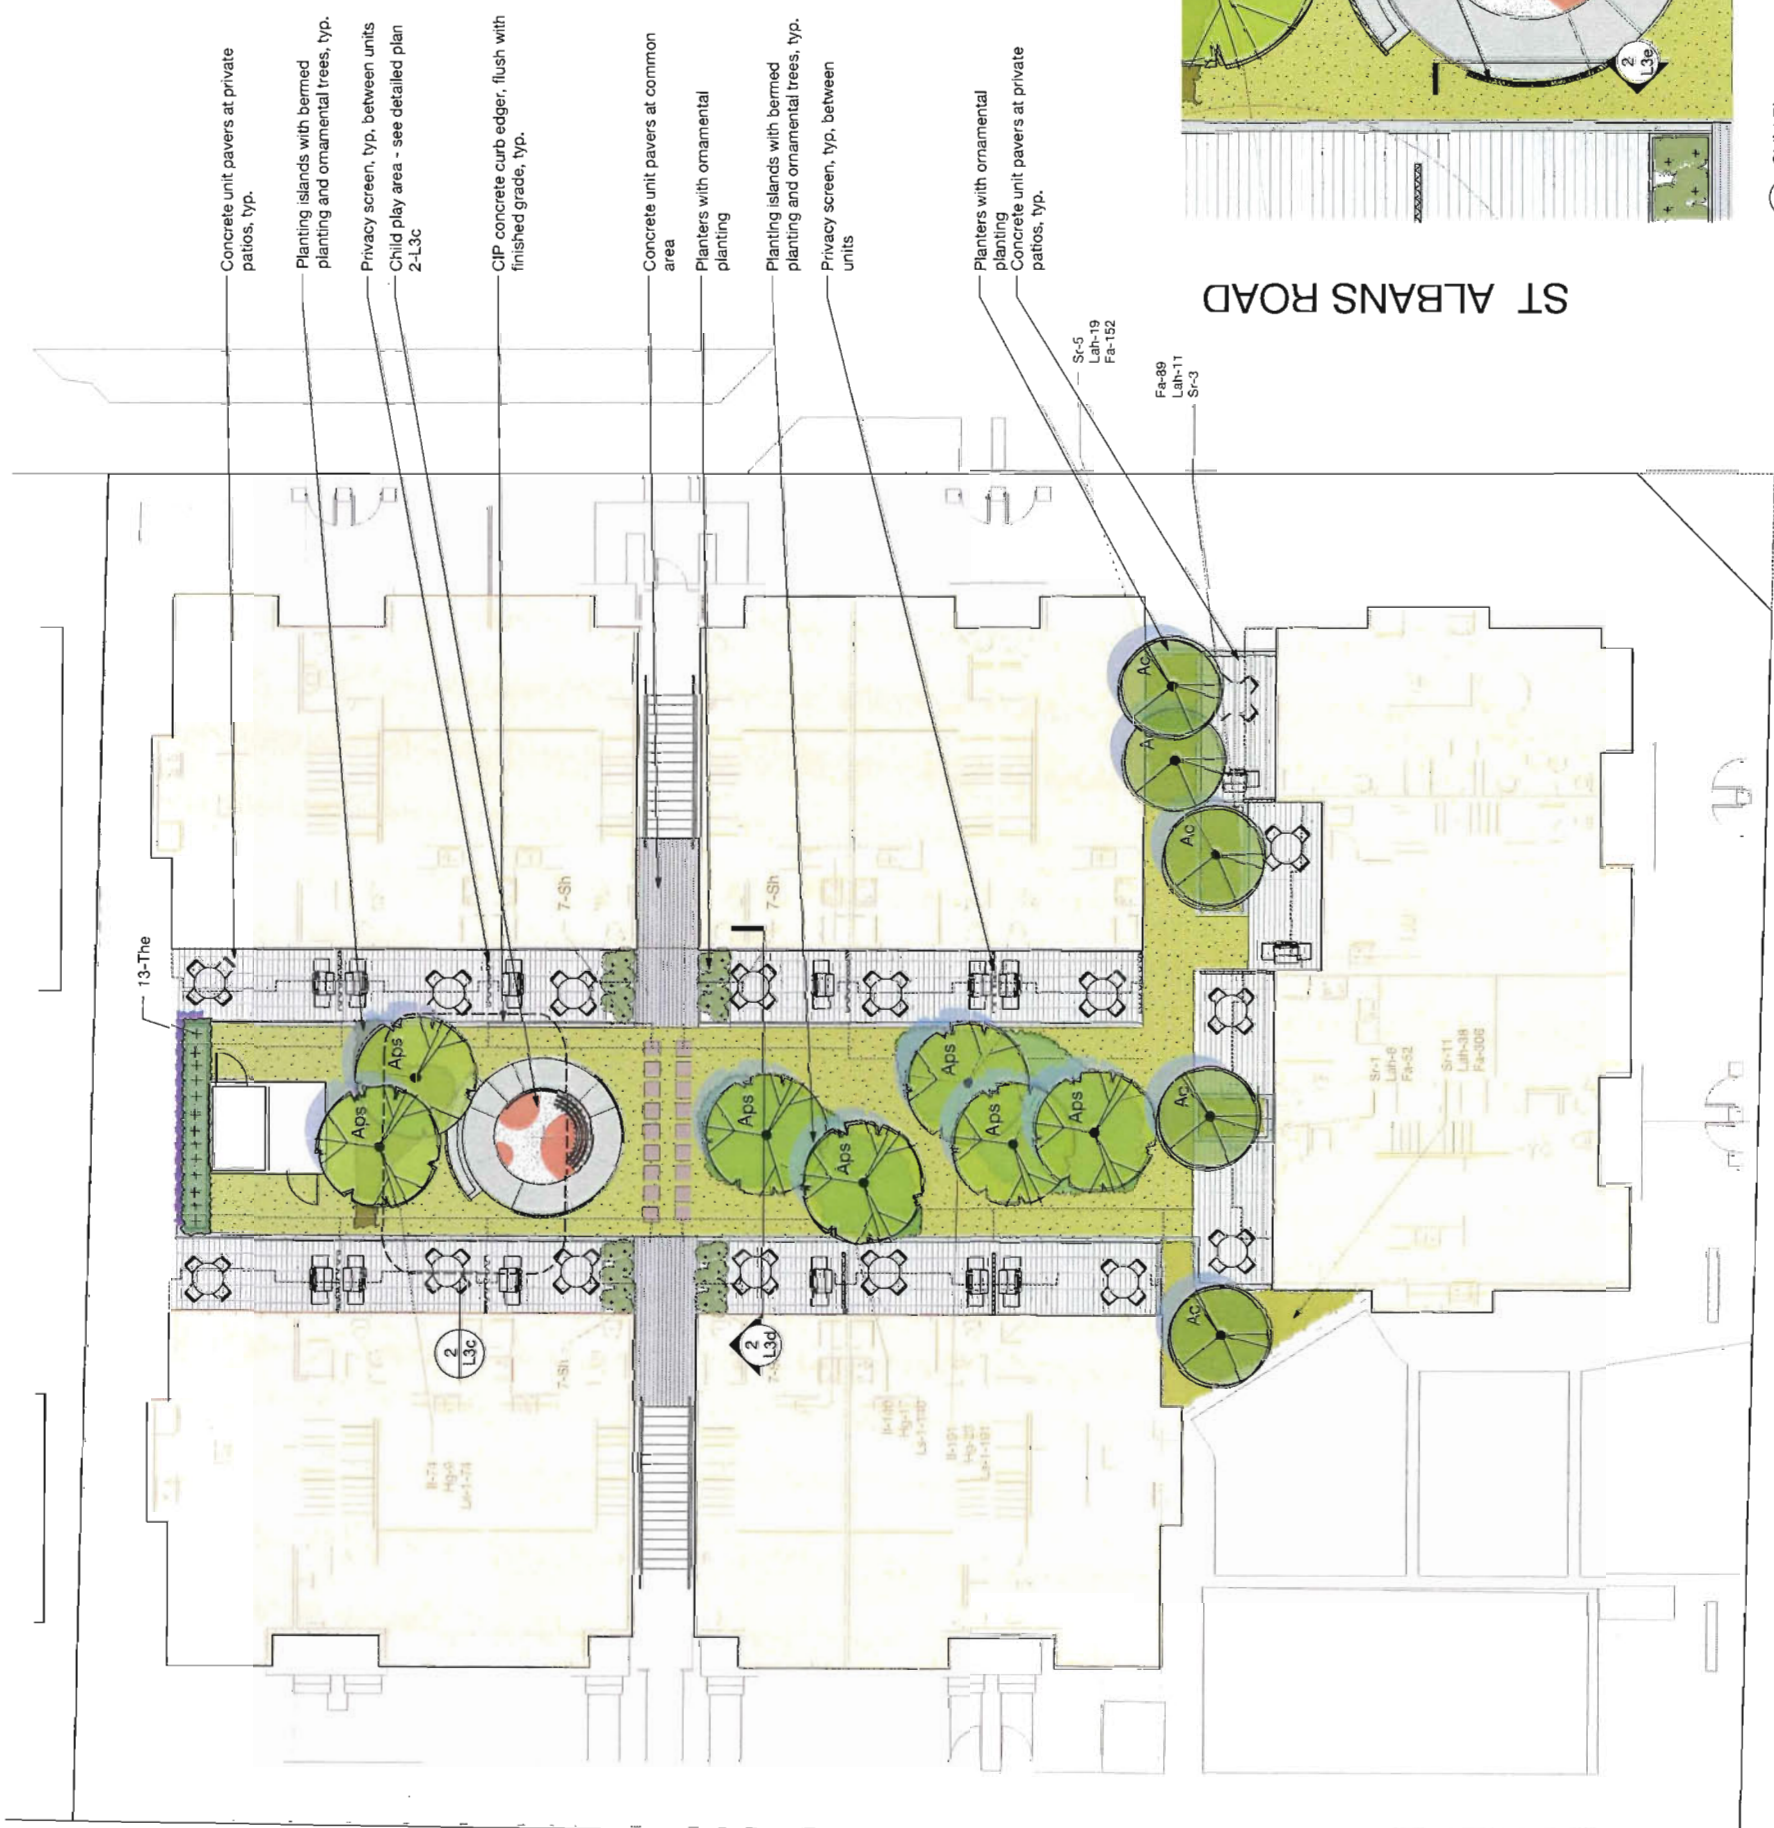 Concrete unit pavers at private
patios, typ.
Planting islands with bermed
planting and ornamental trees, typ.
Privacy screen, typ, between units
Child play area - see detailed plan
2-L3c
CIP concrete curb edger, flush with
finished grade, typ.
Concrete unit pavers at common
area
Planters with ornamental
planting
Planting islands with bermed
planting and ornamental trees, typ.
Privacy screen, typ, between
units
Planters with ornamental
planting
Concrete unit pavers at private
patios, typ.
Sr-5
Lah-19
Fa-152
Fa-89
Lah-11
Sr-3
ST ALBANS ROAD
2
L3e
13-The
7-Sh
7-Sh
Aps
Aps
Aps
Aps
Aps
Aps
Aps
Ac
A
Ac
Ac
Ac
2
L3c
2
L3d
7-Sh
Hg-17
Sr-1
Lah-8
Fa-52
Sr-11
Lah-38
Fa-306